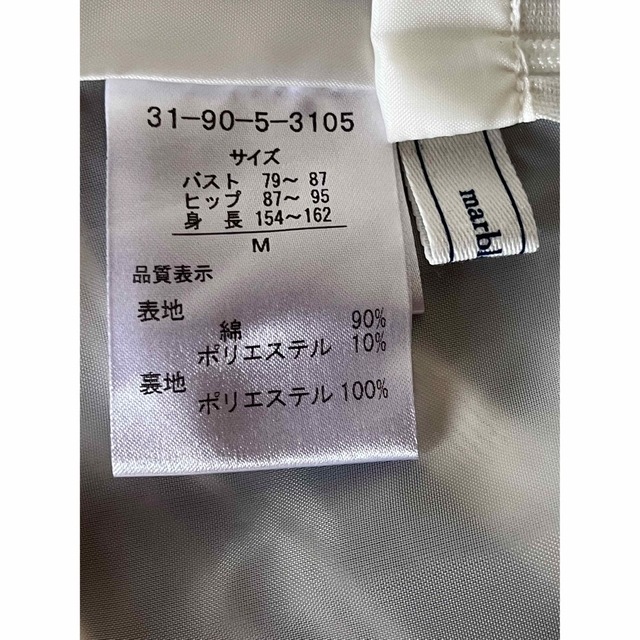 31-90-5-3105
サイズ
バスト 79〜 87
ヒップ 87〜 95
身 長 154〜162
M
品質表示
表地
綿 90%
ポリエステル 10%
裏地
ポリエステル 100%
marbl